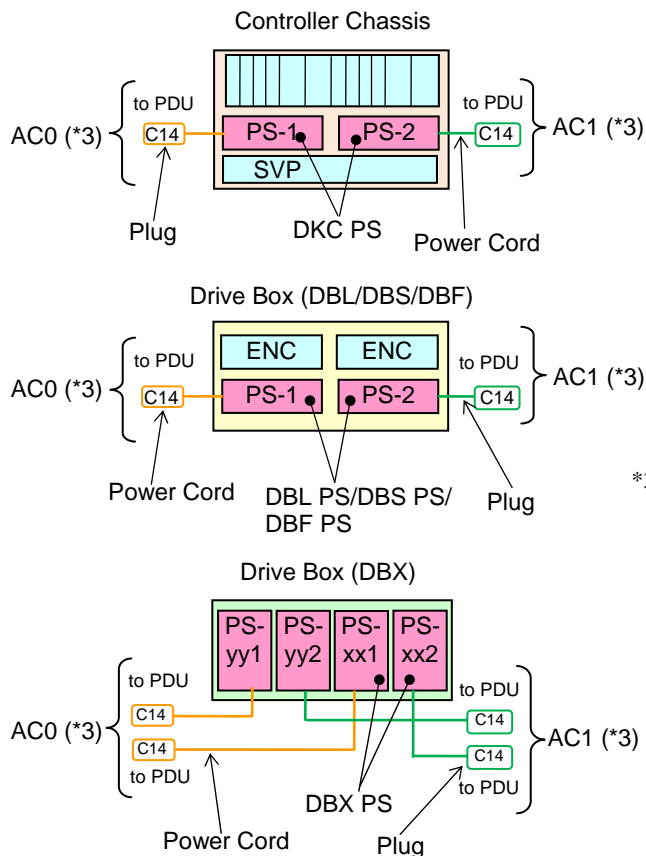 Controller Chassis
to PDU
AC0 (*3)
C14
PS-1
PS-2
SVP
to PDU
C14
AC1 (*3)
Plug
DKC PS
Power Cord
Drive Box (DBL/DBS/DBF)
to PDU
AC0 (*3)
C14
ENC
ENC
PS-1
PS-2
to PDU
C14
AC1 (*3)
Power Cord
DBL PS/DBS PS/
DBF PS
Plug
Drive Box (DBX)
PS-
yy1
PS-
yy2
PS-
xx1
PS-
xx2
to PDU
AC0 (*3)
C14
C14
to PDU
to PDU
C14
AC1 (*3)
C14
to PDU
DBX PS
Power Cord
Plug